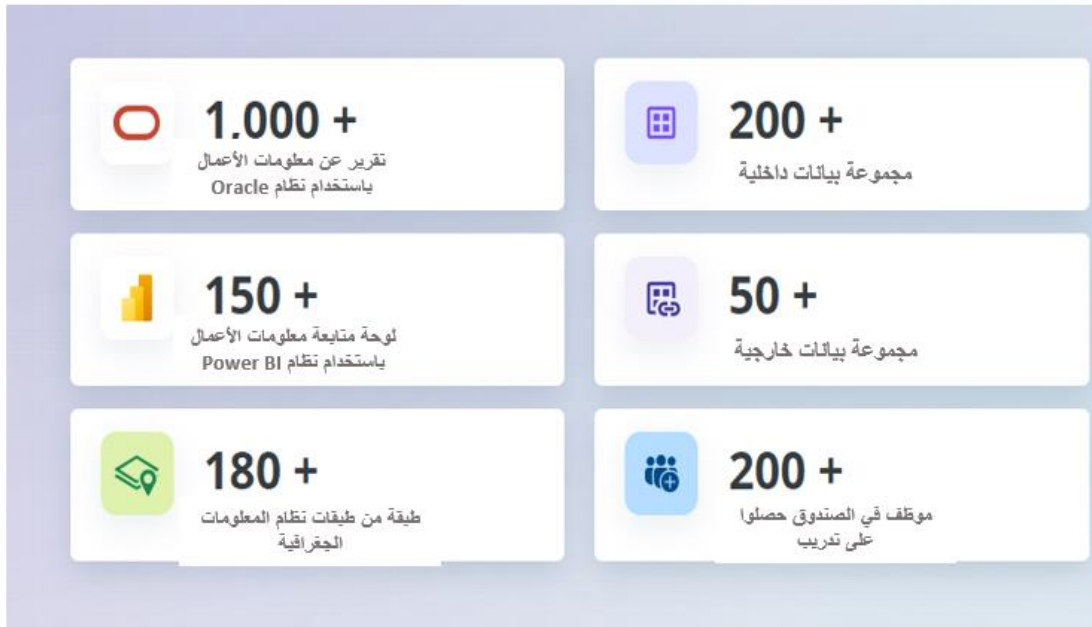 200 +
مجموعة بيانات داخلية
1,000 +
تقرير عن معلومات الأعمال
باستخدام نظام Oracle
50 +
مجموعة بيانات خارجية
150 +
لوحة متابعة معلومات الأعمال
باستخدام نظام Power BI
200 +
موظف في الصندوق حصلوا
على تدريب
180 +
طبقة من طبقات نظام المعلومات
الجغرافية